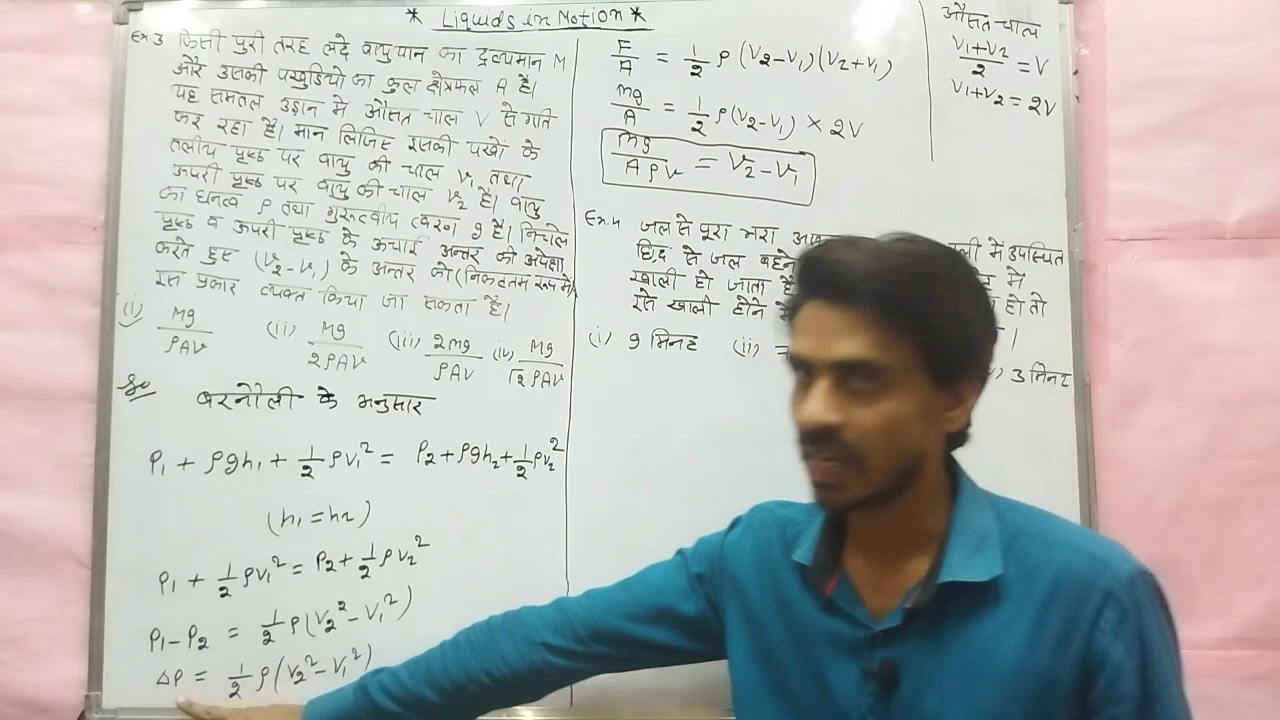 * Liquids in Motion *
Ex.3 किसी पुरी तरह लदे वायुयान का द्रव्यमान M
और उसकी पखुडियो का कुल क्षेत्रफल A है।
यह समतल उड़ान मे औसत चाल V से गति
कर रहा है। मान लिजिए इसकी पखों के
तलीय पृष्ठ पर वायु की चाल V₁ तथा
ऊपरी पृष्ठ पर वायु की चाल V₂ है। वायु
का घनत्व ρ तथा गुरुत्वीय त्वरण g है। निचले
पृष्ठ व ऊपरी पृष्ठ के ऊचाई अन्तर की अपेक्षा
करते हुए (V₂-V₁) के अन्तर को (निकटतम रूप मे)
इस प्रकार व्यक्त किया जा सकता है।
(i) Mg/ρAV (ii) Mg/2ρAV (iii) 2mg/ρAV (iv) Mg/√2 ρAV
So बरनौली के अनुसार
P₁ + ρgh₁ + 1/2 ρv₁² = P₂ + ρgh₂ + 1/2 ρv₂²
(h₁ = h₂)
P₁ + 1/2 ρv₁² = P₂ + 1/2 ρv₂²
P₁ - P₂ = 1/2 ρ(V₂² - V₁²)
ΔP = 1/2 ρ(V₂² - V₁²)
F/A = 1/2 ρ (V₂-V₁)(V₂+V₁)
mg/A = 1/2 ρ(V₂-V₁) × 2V
mg/AρV = V₂-V₁
औसत चाल
V₁+V₂/2 = V
V₁+V₂ = 2V
Ex.4 जल से पूरा भरा में उपस्थित
छिद्र से जल बहने में
खाली हो जाता है हो तो
इसे खाली होने मे ।
(i) 9 मिनट (ii)
3 मिनट